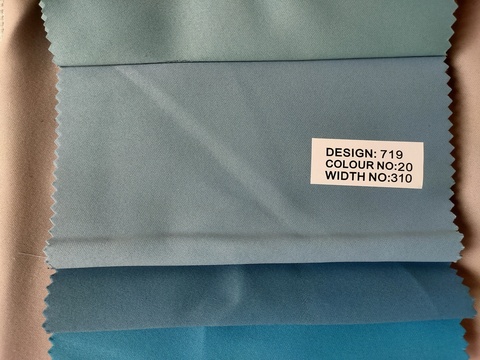 DESIGN: 719
COLOUR NO:20
WIDTH NO:310